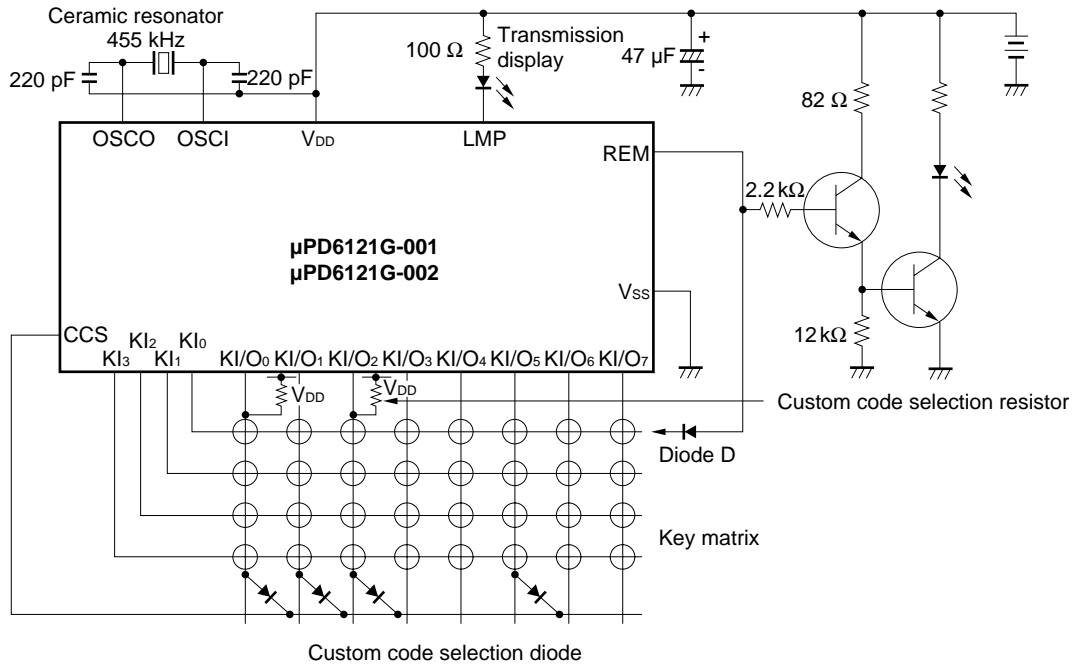 Ceramic resonator
455 kHz
220 pF
220 pF
100 Ω
Transmission
display
47 µF
+
-
82 Ω
OSCO
OSCI
VDD
LMP
REM
2.2 kΩ
µPD6121G-001
µPD6121G-002
VSS
12 kΩ
CCS
KI3
KI2
KI1
KI0
KI/O0
KI/O1
KI/O2
KI/O3
KI/O4
KI/O5
KI/O6
KI/O7
VDD
VDD
Custom code selection resistor
Diode D
Key matrix
Custom code selection diode